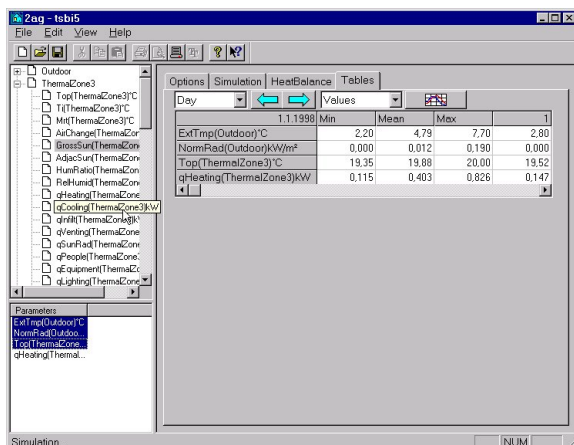 2ag - tsbi5
File Edit View Help
Outdoor
ThermalZone3
Top(ThermalZone3)°C
Ti(ThermalZone3)°C
Mrt(ThermalZone3)°C
AirChange(ThermalZon
GrossSun(ThermalZon
AdjacSun(ThermalZon
HumRatio(ThermalZon
RelHumid(ThermalZone
qHeating(ThermalZone
qCooling(ThermalZone3)kW
qInfilt(ThermalZone3)k
qVenting(ThermalZone
qSunRad(ThermalZone
qPeople(ThermalZone
qEquipment(ThermalZo
qLighting(ThermalZone
Parameters
ExtTmp(Outdoor)°C
NormRad(Outdoo...
Top(ThermalZone...
qHeating(Thermal...
Options Simulation HeatBalance Tables
Day Values
1.1.1998 Min Mean Max 1
ExtTmp(Outdoor)°C 2,20 4,79 7,70 2,80
NormRad(Outdoor)kW/m² 0,000 0,012 0,190 0,000
Top(ThermalZone3)°C 19,35 19,88 20,00 19,52
qHeating(ThermalZone3)kW 0,115 0,403 0,826 0,147
Simulation NUM